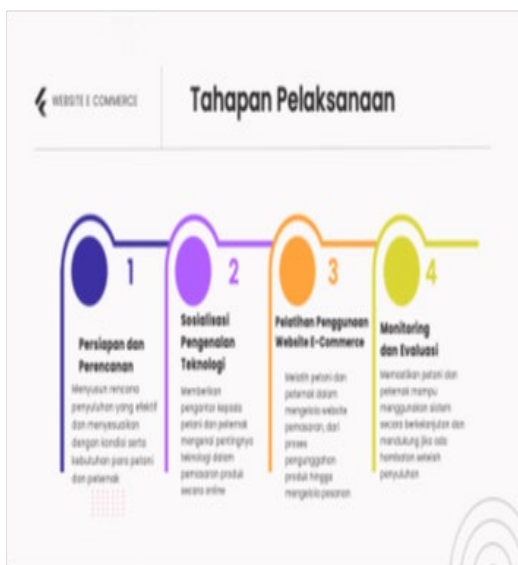 WEBSITE E COMMERCE
Tahapan Pelaksanaan
1
Persiapan dan
Perencanan
Menyusun rencana
penyuluhan yang efektif
dan menyesuaikan
dengan kondisi serta
kebutuhan para petani
dan peternak
2
Sosialisasi
Pengenalan
Teknologi
Memberikan
pengantar kepada
petani dan peternak
mengenai pentingnya
teknologi dalam
pemasaran produk
secara online
3
Pelatihan Penggunaan
Website E-Commerce
Melatih petani dan
peternak dalam
mengelola website
pemasaran, dari
proses
pengunggahan
produk hingga
mengelola pesanan
4
Monitoring
dan Evaluasi
Memastikan petani dan
peternak mampu
menggunakan sistem
secara berkelanjutan dan
mendukung jika ada
hambatan setelah
penyuluhan